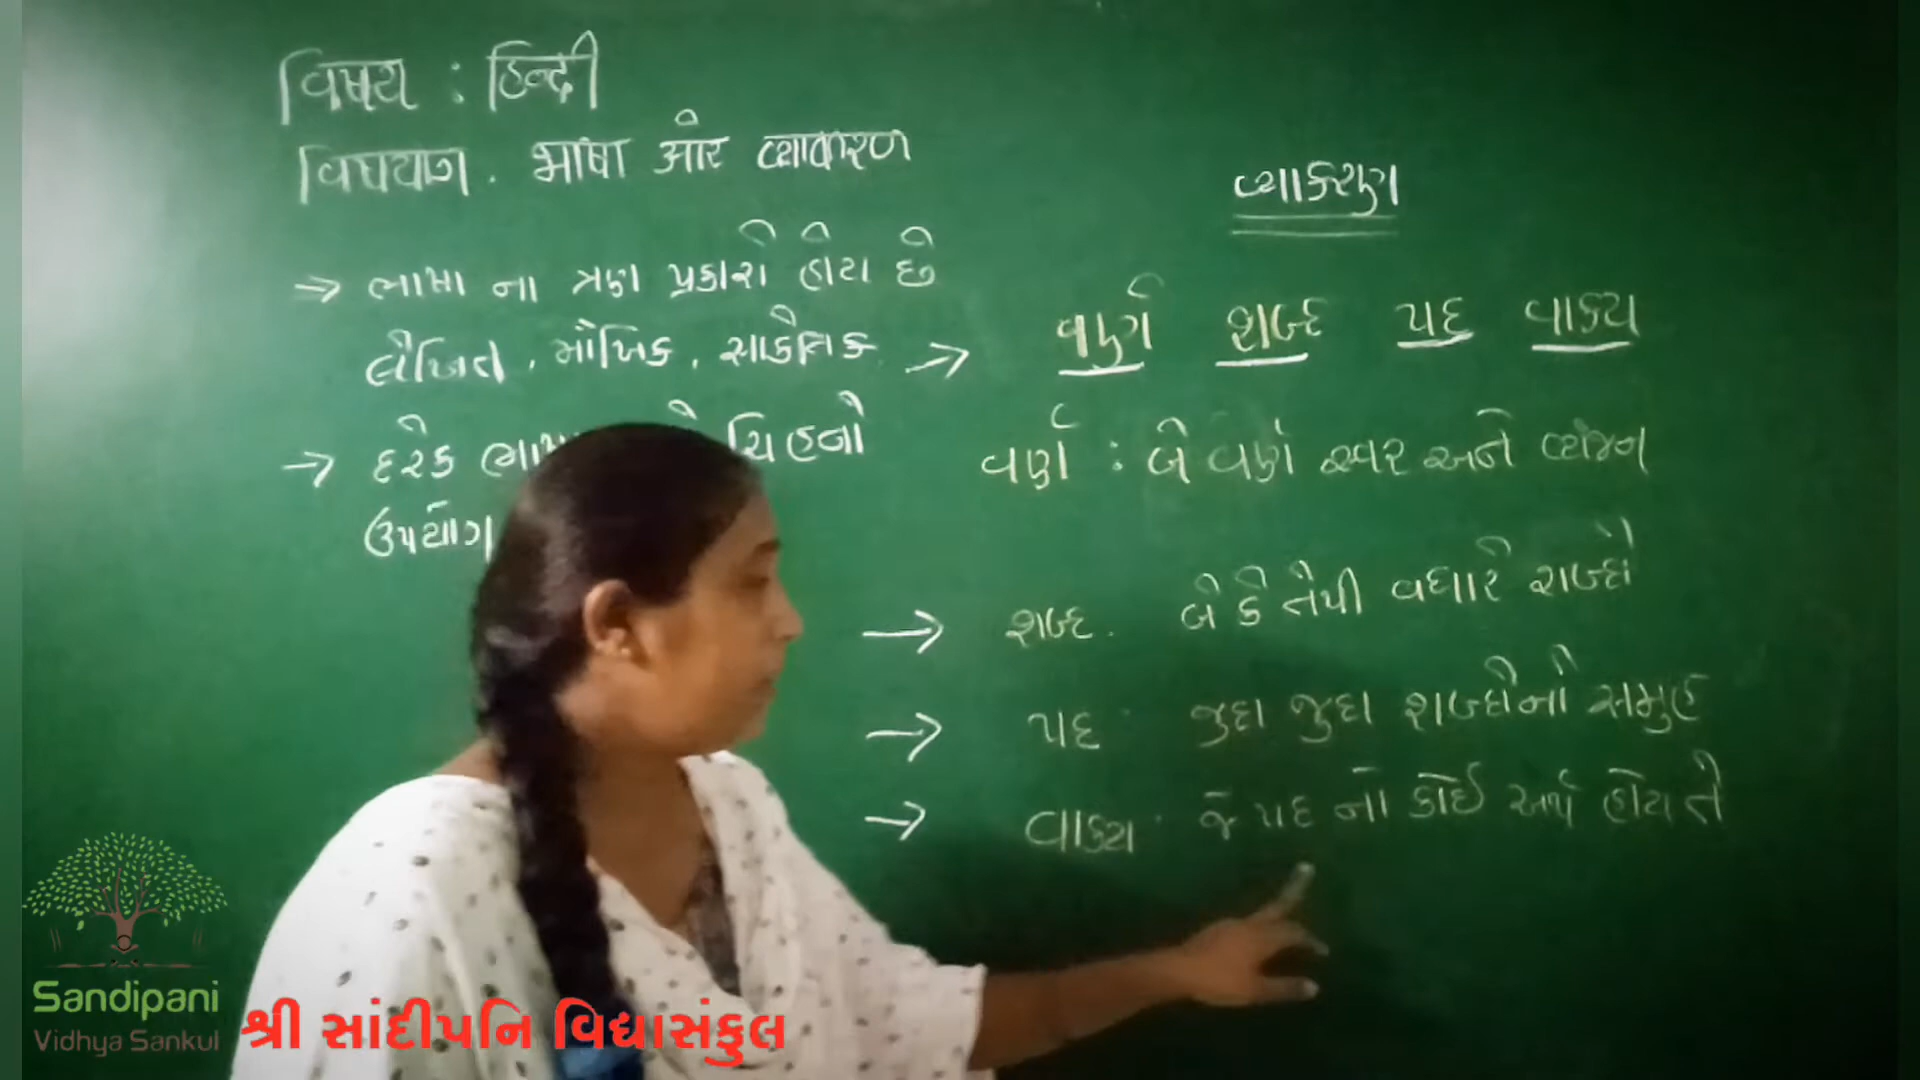 विषय : हिन्दी
विषयांग . भाषा और व्याकरण
→ ભાષા ના ત્રણ પ્રકારો હોય છે
લેખિત , મૌખિક , સાંકેતિક
→ દરેક ચિહનો
ઉપયોગ
વ્યાકરણ
→ વર્ણ શબ્દ પદ વાક્ય
વર્ણ : બે વર્ણ સ્વર અને વ્યંજન
→ શબ્દ . બે કે તેથી વધારે શબ્દો
→ પદ : જુદા જુદા શબ્દોનો સમુહ
→ વાક્ય : જે પદ નો કોઈ અર્થ હોય તે
Sandipani
Vidhya Sankul
શ્રી સાંદીપનિ વિદ્યાસંકુલ